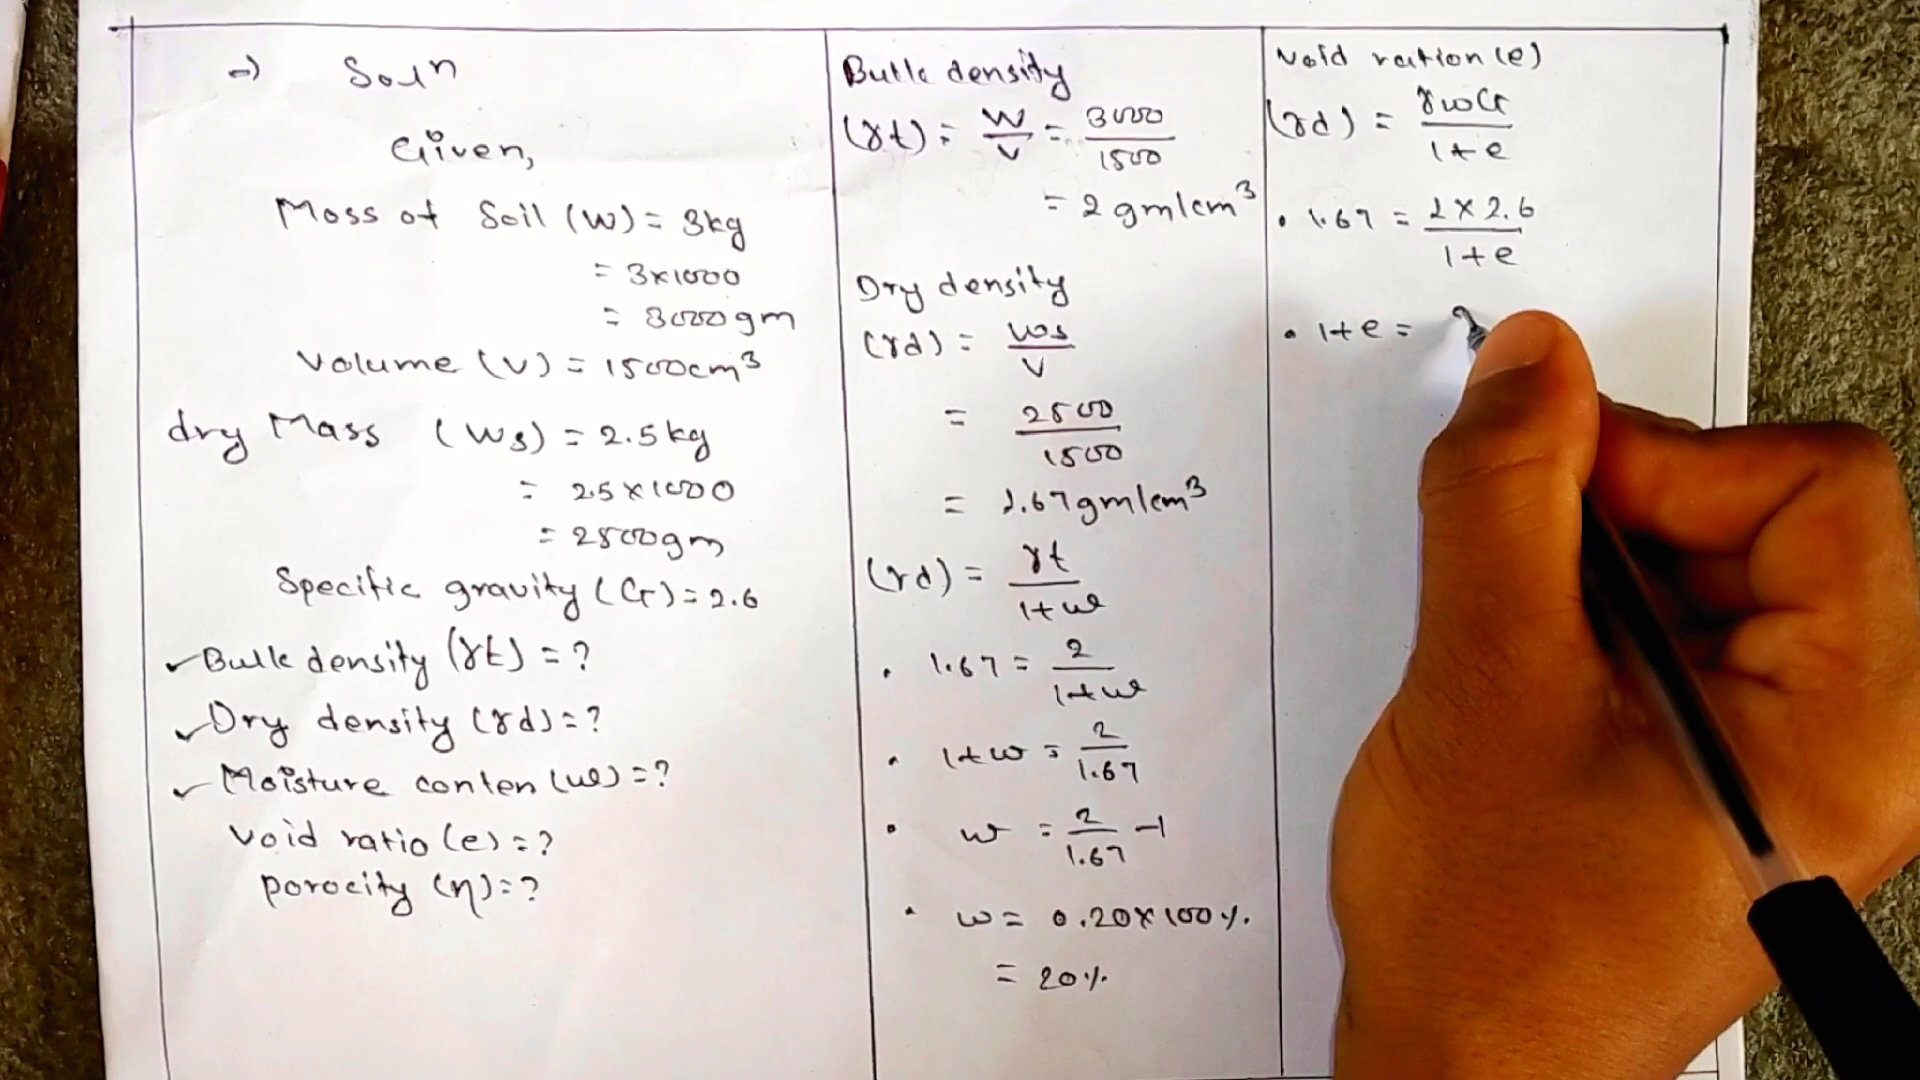 ⇒ Solⁿ
Given,
Mass of Soil (W) = 3kg
= 3×1000
= 3000gm
Volume (V) = 1500cm³
dry Mass (Ws) = 2.5kg
= 2.5×1000
= 2500gm
Specific gravity (G) = 2.6
✓ Bulk density (γt) = ?
✓ Dry density (γd) = ?
✓ Moisture conten (w) = ?
Void ratio (e) = ?
porocity (η) = ?
Bulk density
(γt) = W/V = 3000/1500
= 2 gm/cm³
Dry density
(γd) = Ws/V
= 2500/1500
= 1.67gm/cm³
(γd) = γt/1+w
• 1.67 = 2/1+w
• 1+w = 2/1.67
• w = 2/1.67 -1
• w = 0.20×100%
= 20%
Void ration (e)
(γd) = γwG/1+e
• 1.67 = 1×2.6/1+e
• 1+e = 2